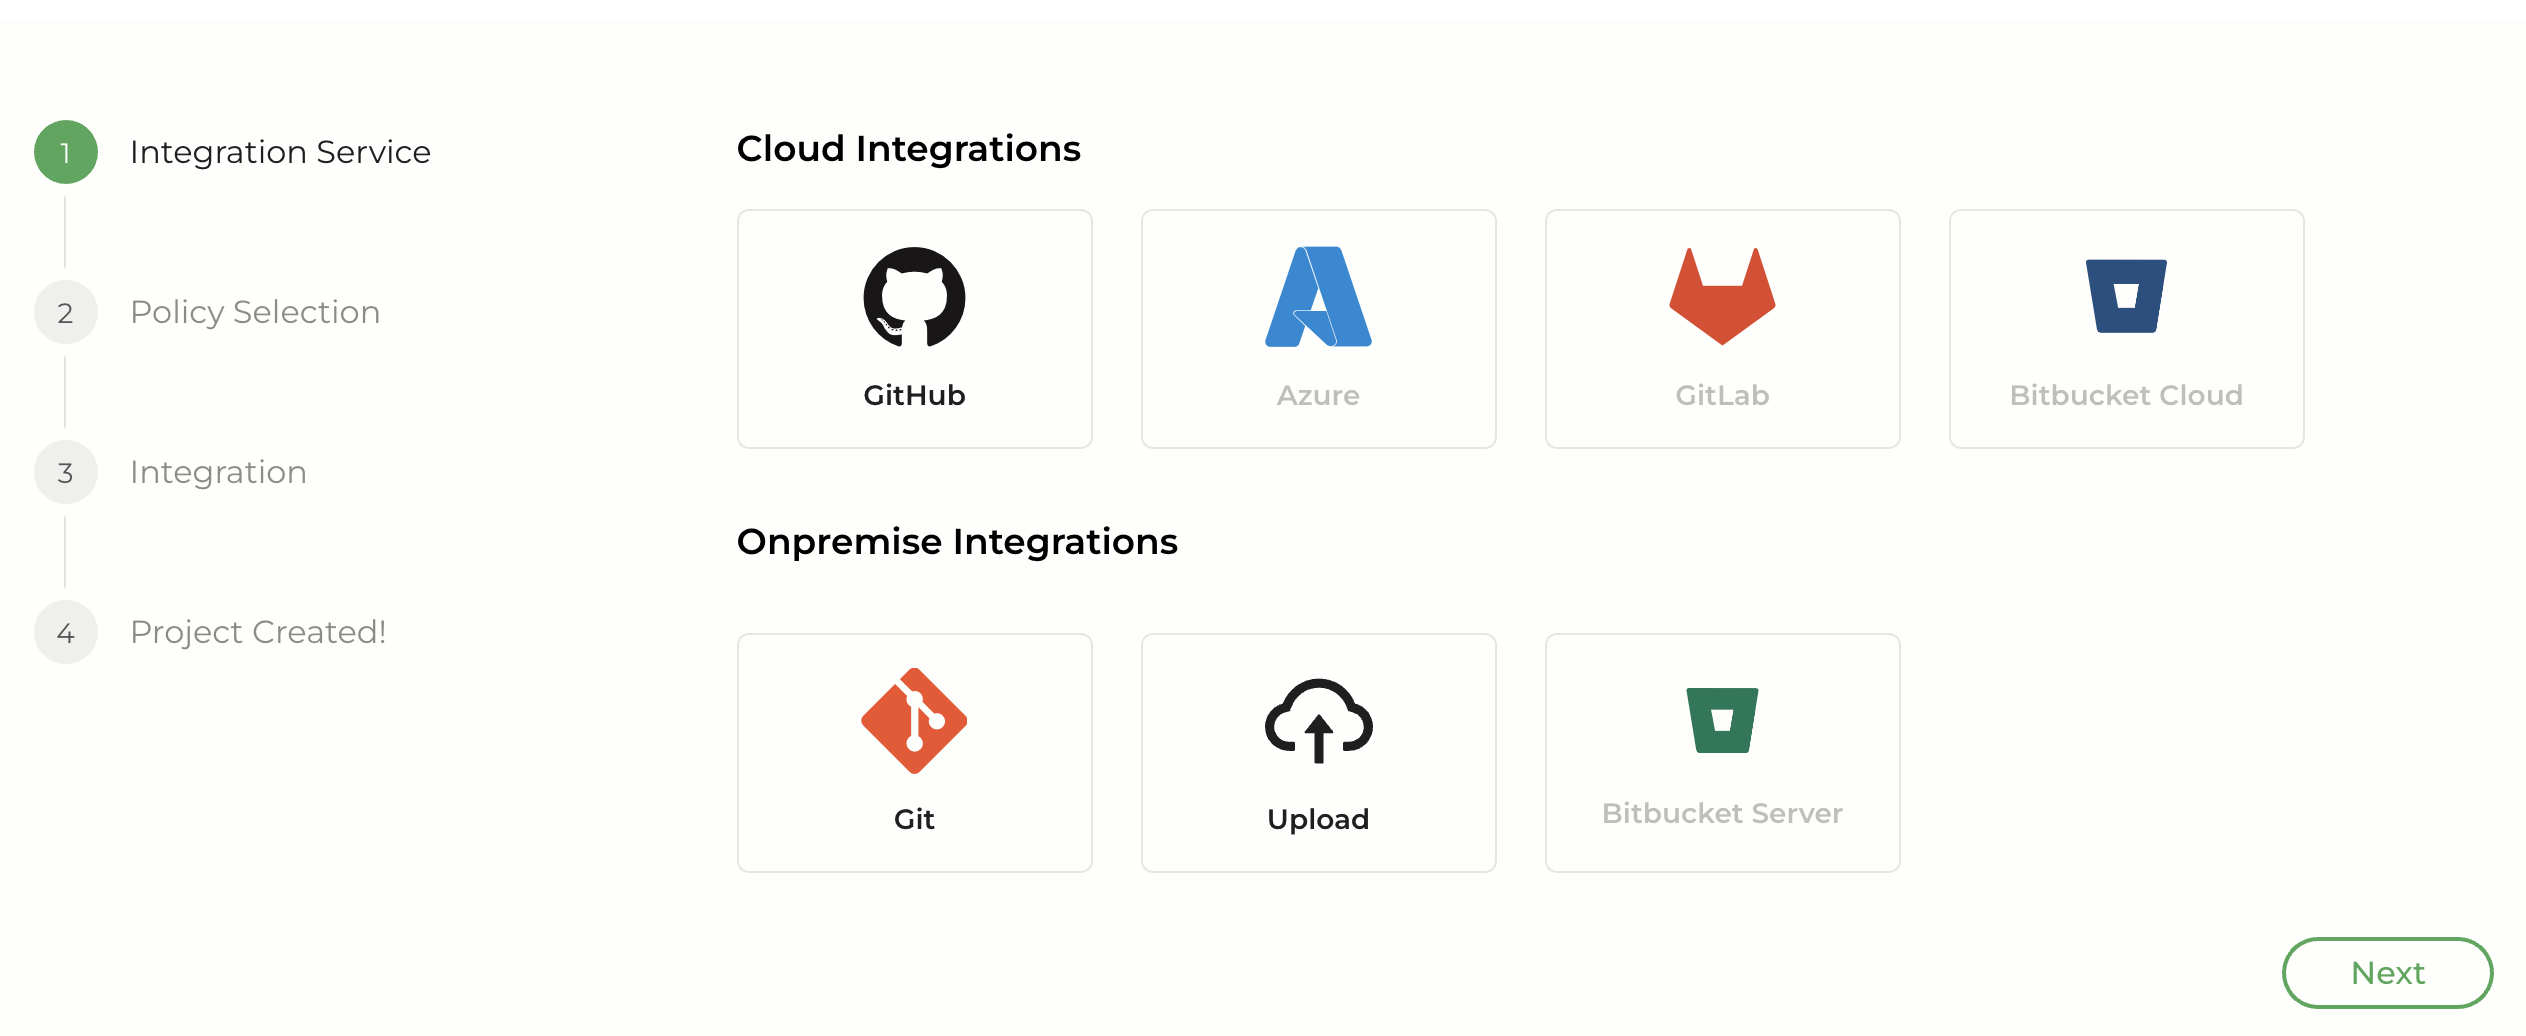 1 Integration Service
2 Policy Selection
3 Integration
4 Project Created!
Cloud Integrations
GitHub
Azure
GitLab
Bitbucket Cloud
Onpremise Integrations
Git
Upload
Bitbucket Server
Next